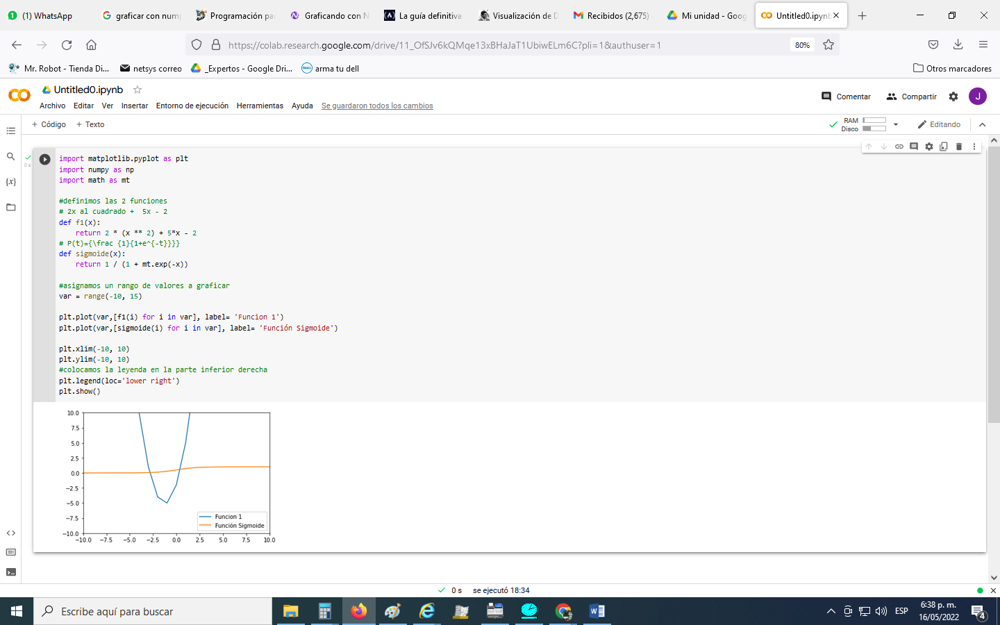 (1) WhatsApp
graficar con nump
Programación pa
Graficando con N
La guía definitiva
Visualización de D
Recibidos (2,675)
Mi unidad - Goog
Untitled0.ipynb
https://colab.research.google.com/drive/11_OfSJv6kQMqe13xBHaJaT1UbiwELm6C?pli=1&authuser=1
80%
Mr. Robot - Tienda Di...
netsys correo
_Expertos - Google Dri...
arma tu dell
Otros marcadores
Untitled0.ipynb
Archivo Editar Ver Insertar Entorno de ejecución Herramientas Ayuda Se guardaron todos los cambios
Comentar
Compartir
J
+ Código + Texto
RAM
Disco
Editando
{x}
0 s
import matplotlib.pyplot as plt
import numpy as np
import math as mt
#definimos las 2 funciones
# 2x al cuadrado +  5x - 2
def f1(x):
    return 2 * (x ** 2) + 5*x - 2
# P(t)={\frac {1}{1+e^{-t}}}}
def sigmoide(x):
    return 1 / (1 + mt.exp(-x))
#asignamos un rango de valores a graficar
var = range(-10, 15)
plt.plot(var,[f1(i) for i in var], label= 'Funcion 1')
plt.plot(var,[sigmoide(i) for i in var], label= 'Función Sigmoide')
plt.xlim(-10, 10)
plt.ylim(-10, 10)
#colocamos la leyenda en la parte inferior derecha
plt.legend(loc='lower right')
plt.show()
10.0
7.5
5.0
2.5
0.0
−2.5
−5.0
−7.5
−10.0
−10.0 −7.5 −5.0 −2.5 0.0 2.5 5.0 7.5 10.0
Funcion 1
Función Sigmoide
0 s se ejecutó 18:34
Escribe aquí para buscar
ESP
6:38 p. m.
16/05/2022
4